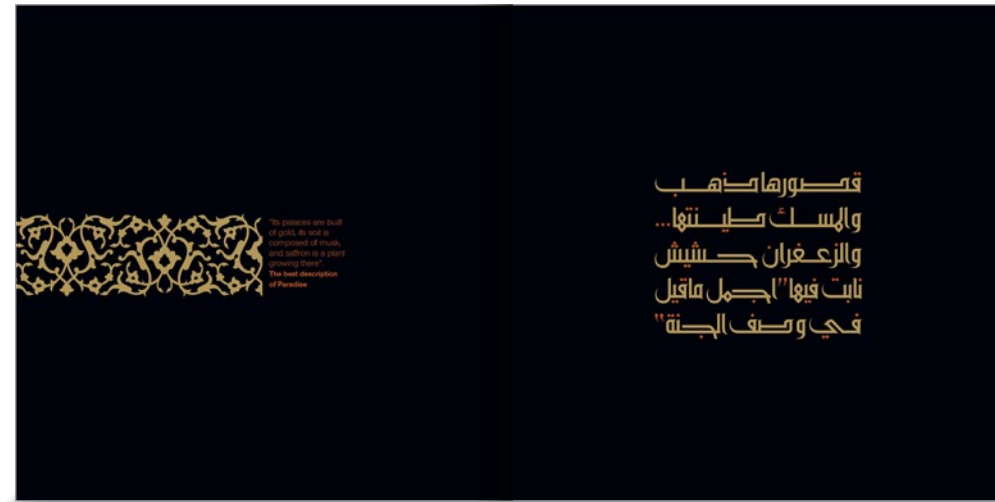 "Its palaces are built
of gold, its soil is
composed of musk,
and saffron is a plant
growing there".
The best description
of Paradise
قصورها ذهب
والمسك طينتها...
والزعفران حشيش
نابت فيها"اجمل ماقيل
في وصف الجنة"